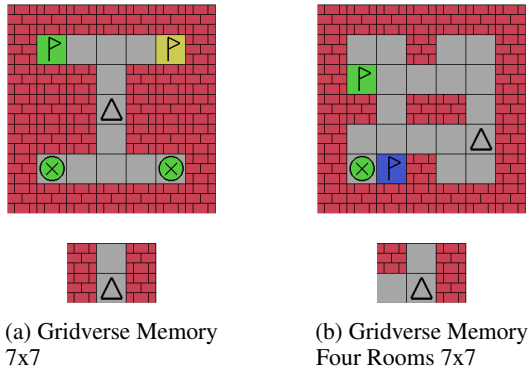 (a) Gridverse Memory
7x7
(b) Gridverse Memory
Four Rooms 7x7